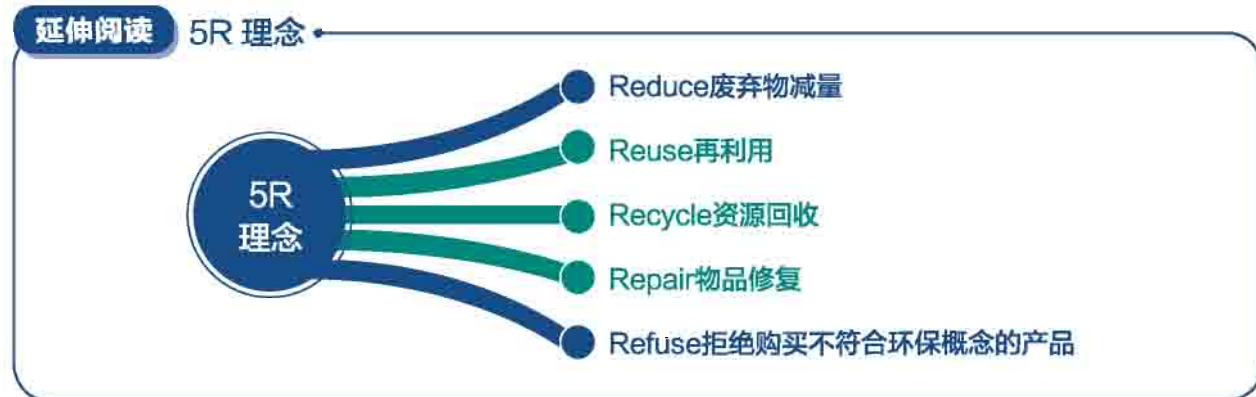 延伸阅读 5R 理念
Reduce废弃物减量
Reuse再利用
5R
理念
Recycle资源回收
Repair物品修复
Refuse拒绝购买不符合环保概念的产品